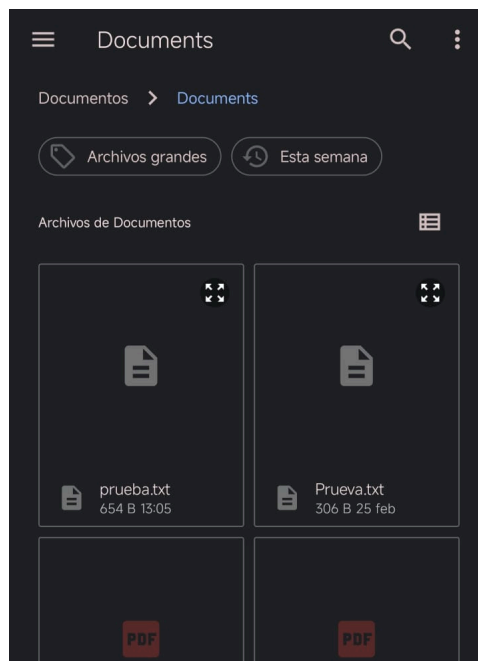 Documents
Documentos > Documents
Archivos grandes
Esta semana
Archivos de Documentos
prueba.txt
654 B 13:05
Prueva.txt
306 B 25 feb
PDF
PDF